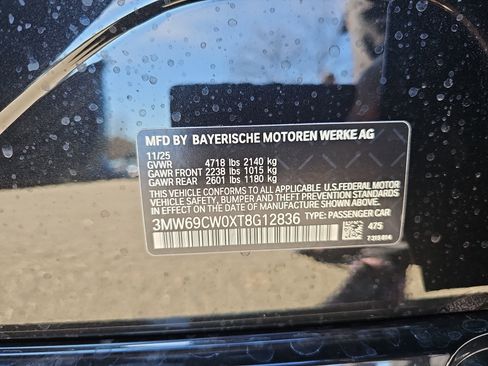 MFD BY BAYERISCHE MOTOREN WERKE AG
11/25
GVWR 4718 lbs 2140 kg
GAWR FRONT 2238 lbs 1015 kg
GAWR REAR 2601 lbs 1180 kg
THIS VEHICLE CONFORMS TO ALL APPLICABLE U.S.FEDERAL MOTOR
VEHICLE SAFETY, BUMPER AND THEFT PREVENTION STANDARDS
IN EFFECT ON THE DATE OF MANUFACTURE SHOWN ABOVE.
3MW69CW0XT8G12836 TYPE: PASSENGER CAR
475